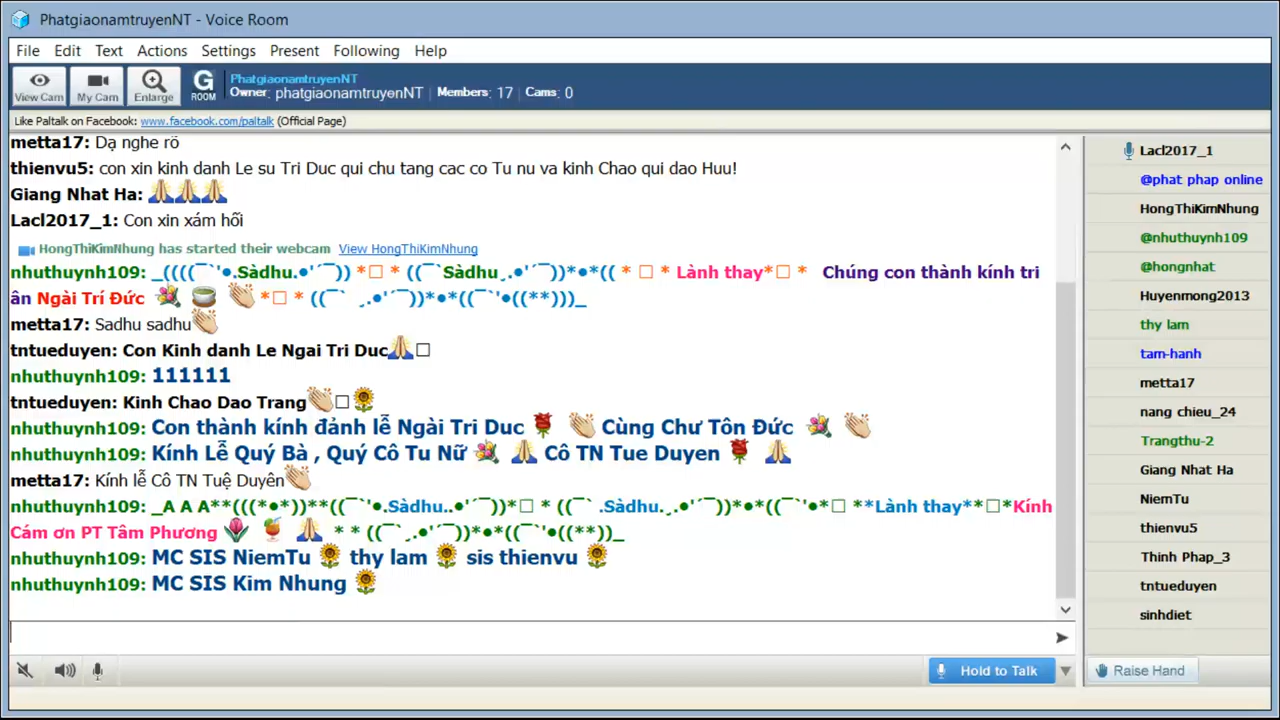 PhatgiaonamtruyenNT - Voice Room
File Edit Text Actions Settings Present Following Help
View Cam My Cam Enlarge G ROOM PhatgiaonamtruyenNT
Owner: phatgiaonamtruyenNT | Members: 17 | Cams: 0
Like Paltalk on Facebook: www.facebook.com/paltalk (Official Page)
metta17: Dạ nghe rõ
thienvu5: con xin kinh danh Le su Tri Duc qui chu tang cac co Tu nu va kinh Chao qui dao Huu!
Giang Nhat Ha: 🙏🙏🙏
Lacl2017_1: Con xin xám hối
HongThiKimNhung has started their webcam View HongThiKimNhung
nhuthuynh109: _((((¯`'●.Sàdhu.●'´¯)) *□ * ((¯`Sàdhu¸.●'´¯))*●*(( * □ * Lành thay*□ * Chúng con thành kính tri
ân Ngài Trí Đức 💐 🍵 👏 *□ * ((¯` ¸.●'´¯))*●*((¯`'●((**)))_
metta17: Sadhu sadhu👏
tntueduyen: Con Kinh danh Le Ngai Tri Duc🙏□
nhuthuynh109: 111111
tntueduyen: Kinh Chao Dao Trang👏□🌻
nhuthuynh109: Con thành kính đảnh lễ Ngài Tri Duc 🌹 👏 Cùng Chư Tôn Đức 💐 👏
nhuthuynh109: Kính Lễ Quý Bà , Quý Cô Tu Nữ 💐 🙏 Cô TN Tue Duyen 🌹 🙏
metta17: Kính lễ Cô TN Tuệ Duyên👏
nhuthuynh109: _A A A**(((*●*))**((¯`'●.Sàdhu..●'´¯))*□ * ((¯` .Sàdhu.¸.●'´¯))*●*((¯`'●*□ **Lành thay**□*Kính
Cám ơn PT Tâm Phương 🌷 🍹 🙏 * * ((¯`¸.●'´¯))*●*((¯`'●((**))_
nhuthuynh109: MC SIS NiemTu 🌻 thy lam 🌻 sis thienvu 🌻
nhuthuynh109: MC SIS Kim Nhung 🌻
Hold to Talk
Lacl2017_1
@phat phap online
HongThiKimNhung
@nhuthuynh109
@hongnhat
Huyenmong2013
thy lam
tam-hanh
metta17
nang chieu_24
Trangthu-2
Giang Nhat Ha
NiemTu
thienvu5
Thinh Phap_3
tntueduyen
sinhdiet
Raise Hand